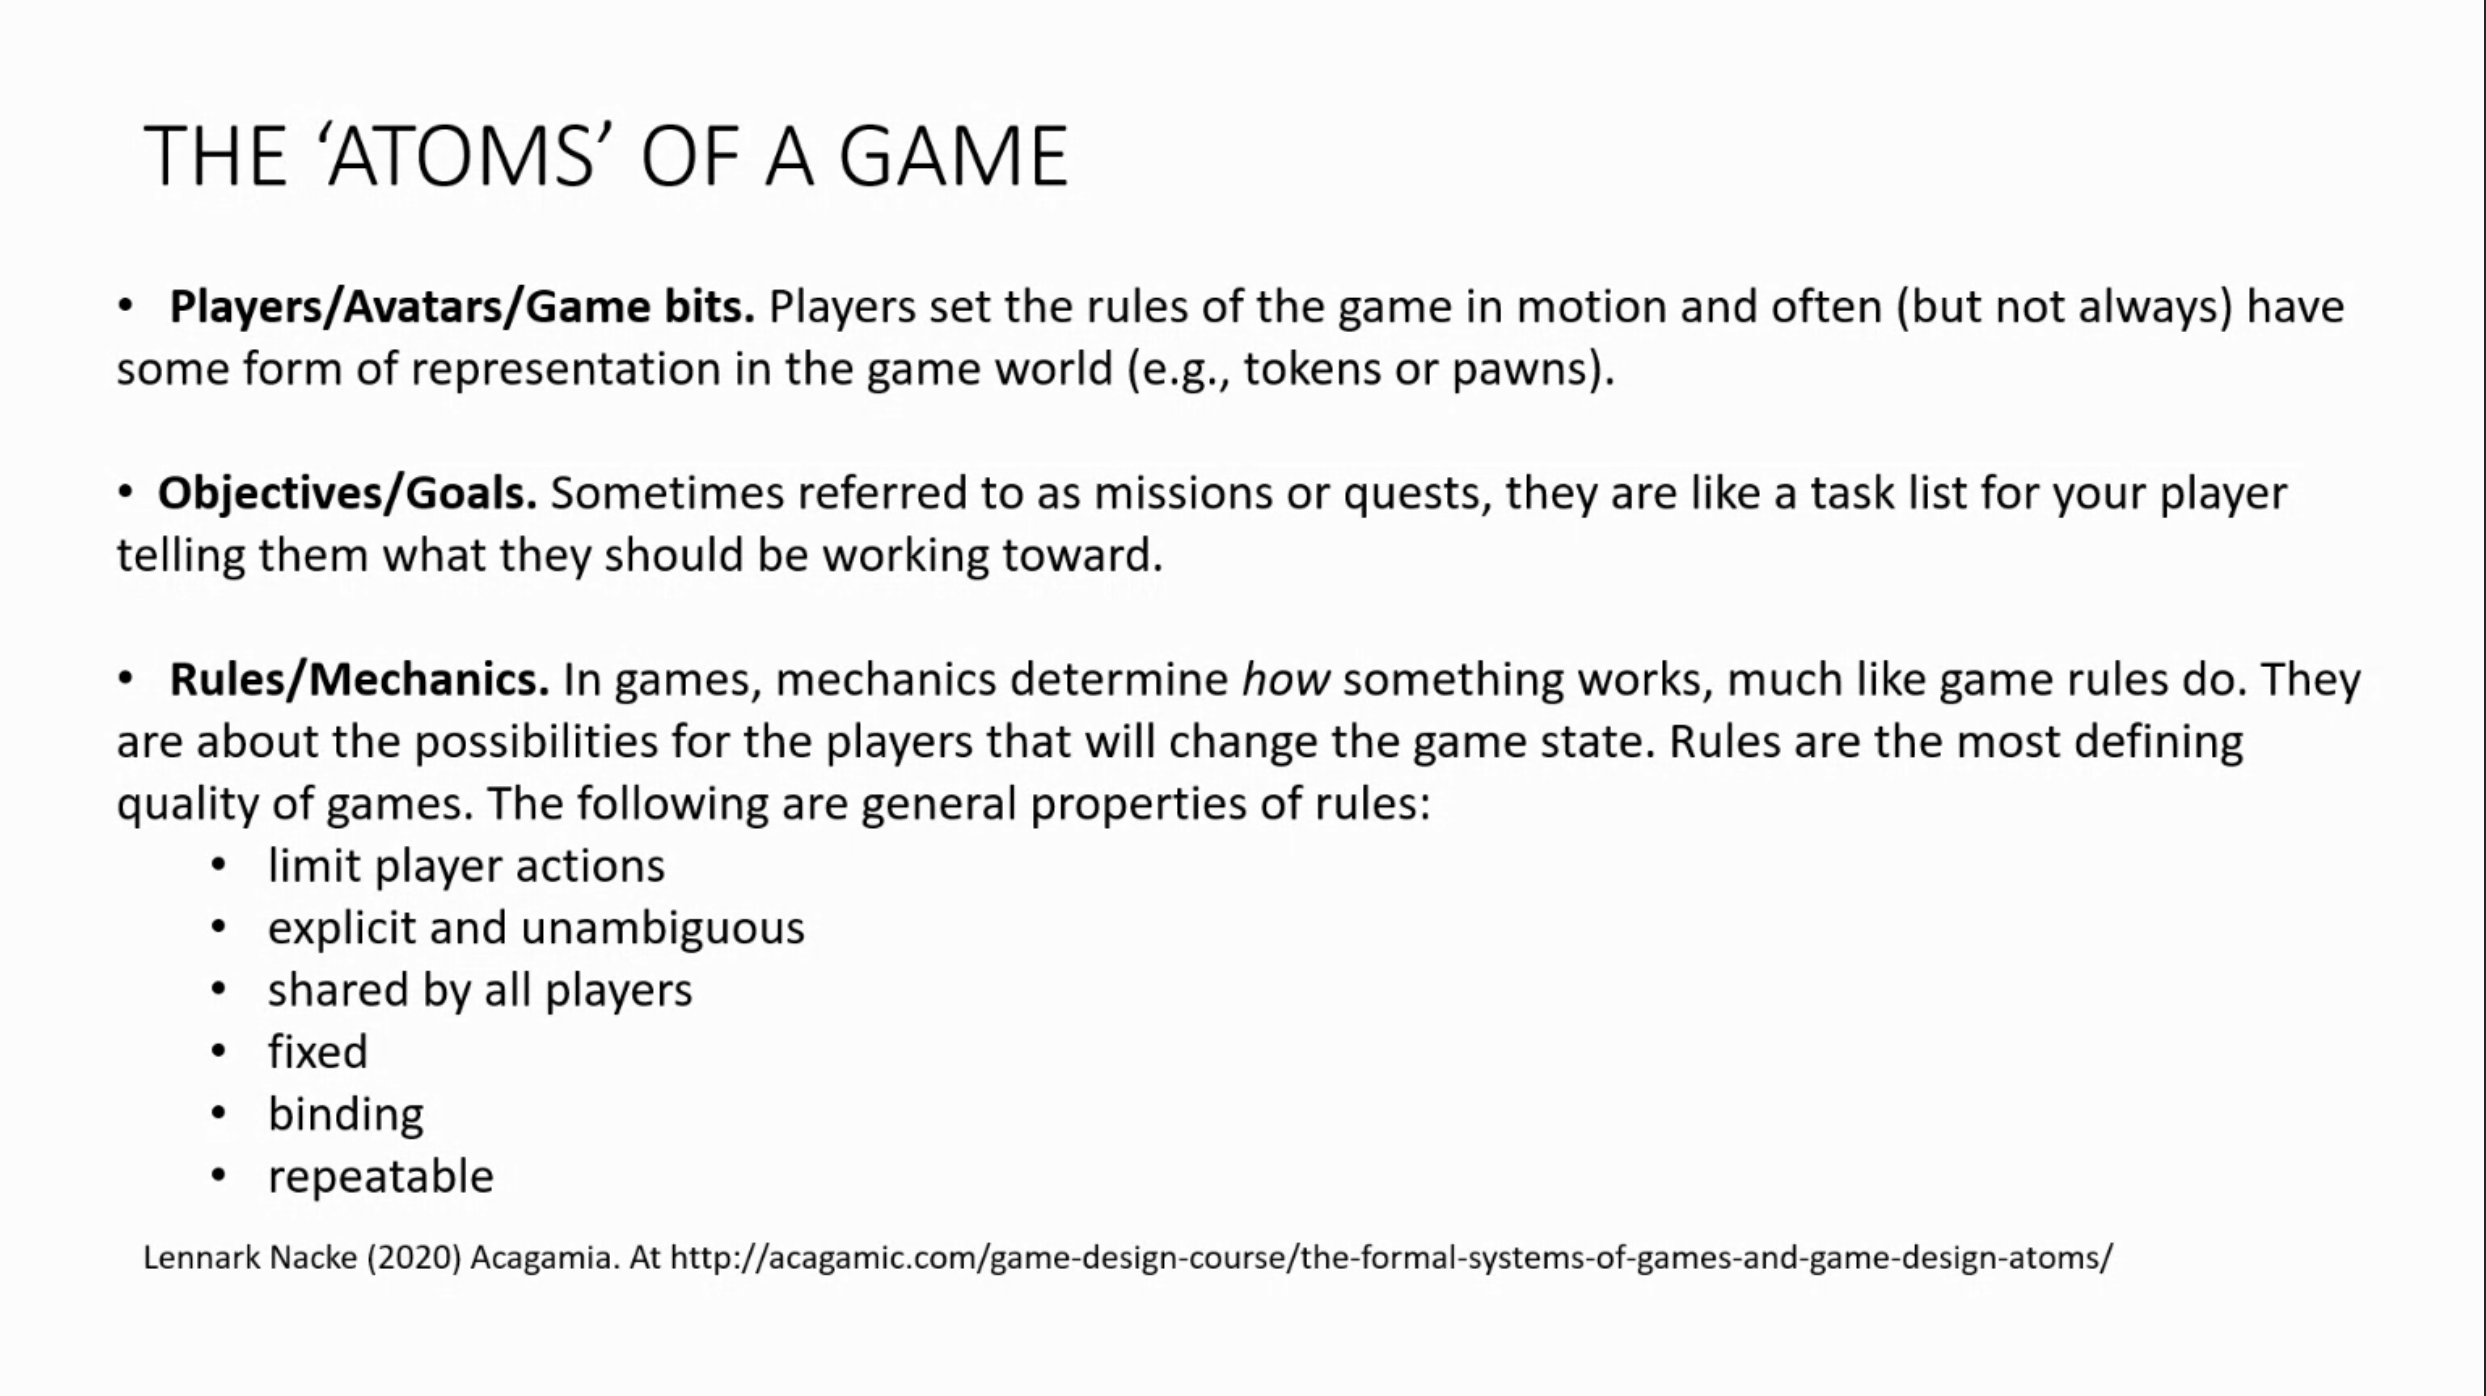 THE ‘ATOMS’ OF A GAME
• Players/Avatars/Game bits. Players set the rules of the game in motion and often (but not always) have
some form of representation in the game world (e.g., tokens or pawns).
• Objectives/Goals. Sometimes referred to as missions or quests, they are like a task list for your player
telling them what they should be working toward.
• Rules/Mechanics. In games, mechanics determine how something works, much like game rules do. They
are about the possibilities for the players that will change the game state. Rules are the most defining
quality of games. The following are general properties of rules:
• limit player actions
• explicit and unambiguous
• shared by all players
• fixed
• binding
• repeatable
Lennark Nacke (2020) Acagamia. At http://acagamic.com/game-design-course/the-formal-systems-of-games-and-game-design-atoms/